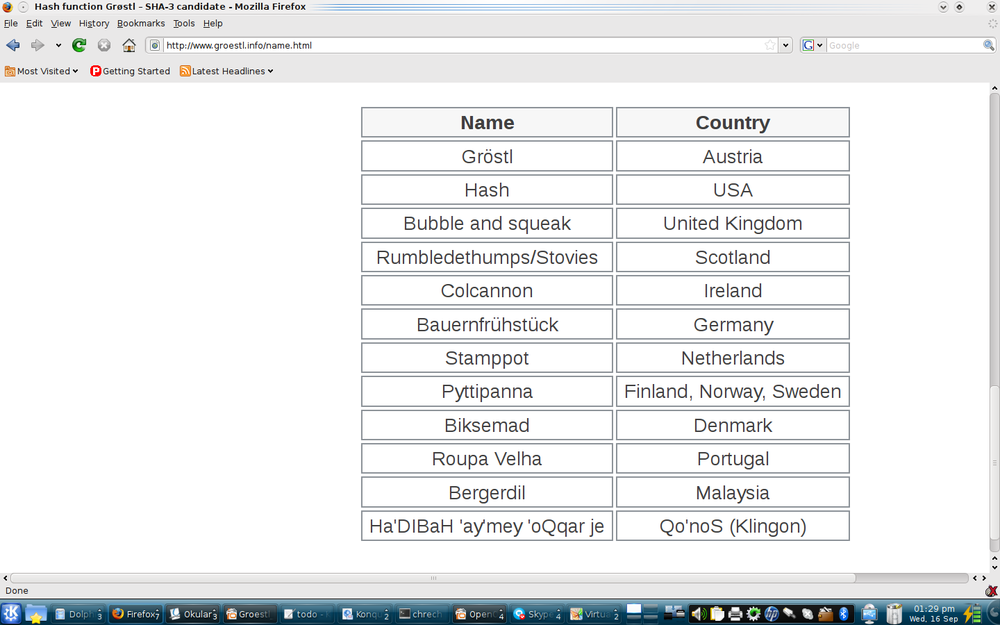 Hash function Grøstl – SHA-3 candidate - Mozilla Firefox
File Edit View History Bookmarks Tools Help
http://www.groestl.info/name.html
Google
Most Visited Getting Started Latest Headlines
Name Country
Gröstl Austria
Hash USA
Bubble and squeak United Kingdom
Rumbledethumps/Stovies Scotland
Colcannon Ireland
Bauernfrühstück Germany
Stamppot Netherlands
Pyttipanna Finland, Norway, Sweden
Biksemad Denmark
Roupa Velha Portugal
Bergerdil Malaysia
Ha'DIBaH 'ay'mey 'oQqar je Qo'noS (Klingon)
Done
Dolph 3 Firefox 7 Okular 3 Groestl todo - Konqu 2 chrech OpenO 4 Skype 4 Virtua 2 01:29 pm
Wed, 16 Sep